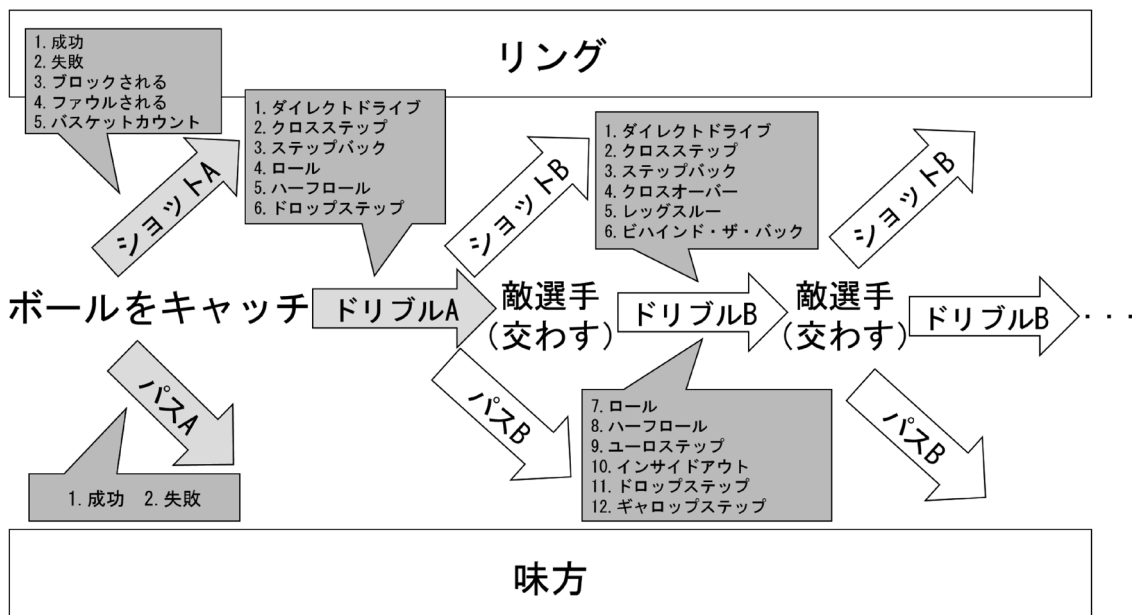 リング
1. 成功
2. 失敗
3. ブロックされる
4. ファウルされる
5. バスケットカウント
1. ダイレクトドライブ
2. クロスステップ
3. ステップバック
4. ロール
5. ハーフロール
6. ドロップステップ
1. ダイレクトドライブ
2. クロスステップ
3. ステップバック
4. クロスオーバー
5. レッグスルー
6. ビハインド・ザ・バック
ショットA
ショットB
ショットB
ボールをキャッチ
ドリブルA
敵選手
(交わす)
ドリブルB
敵選手
(交わす)
ドリブルB
・・・
パスA
パスB
パスB
1. 成功 2. 失敗
7. ロール
8. ハーフロール
9. ユーロステップ
10. インサイドアウト
11. ドロップステップ
12. ギャロップステップ
味方